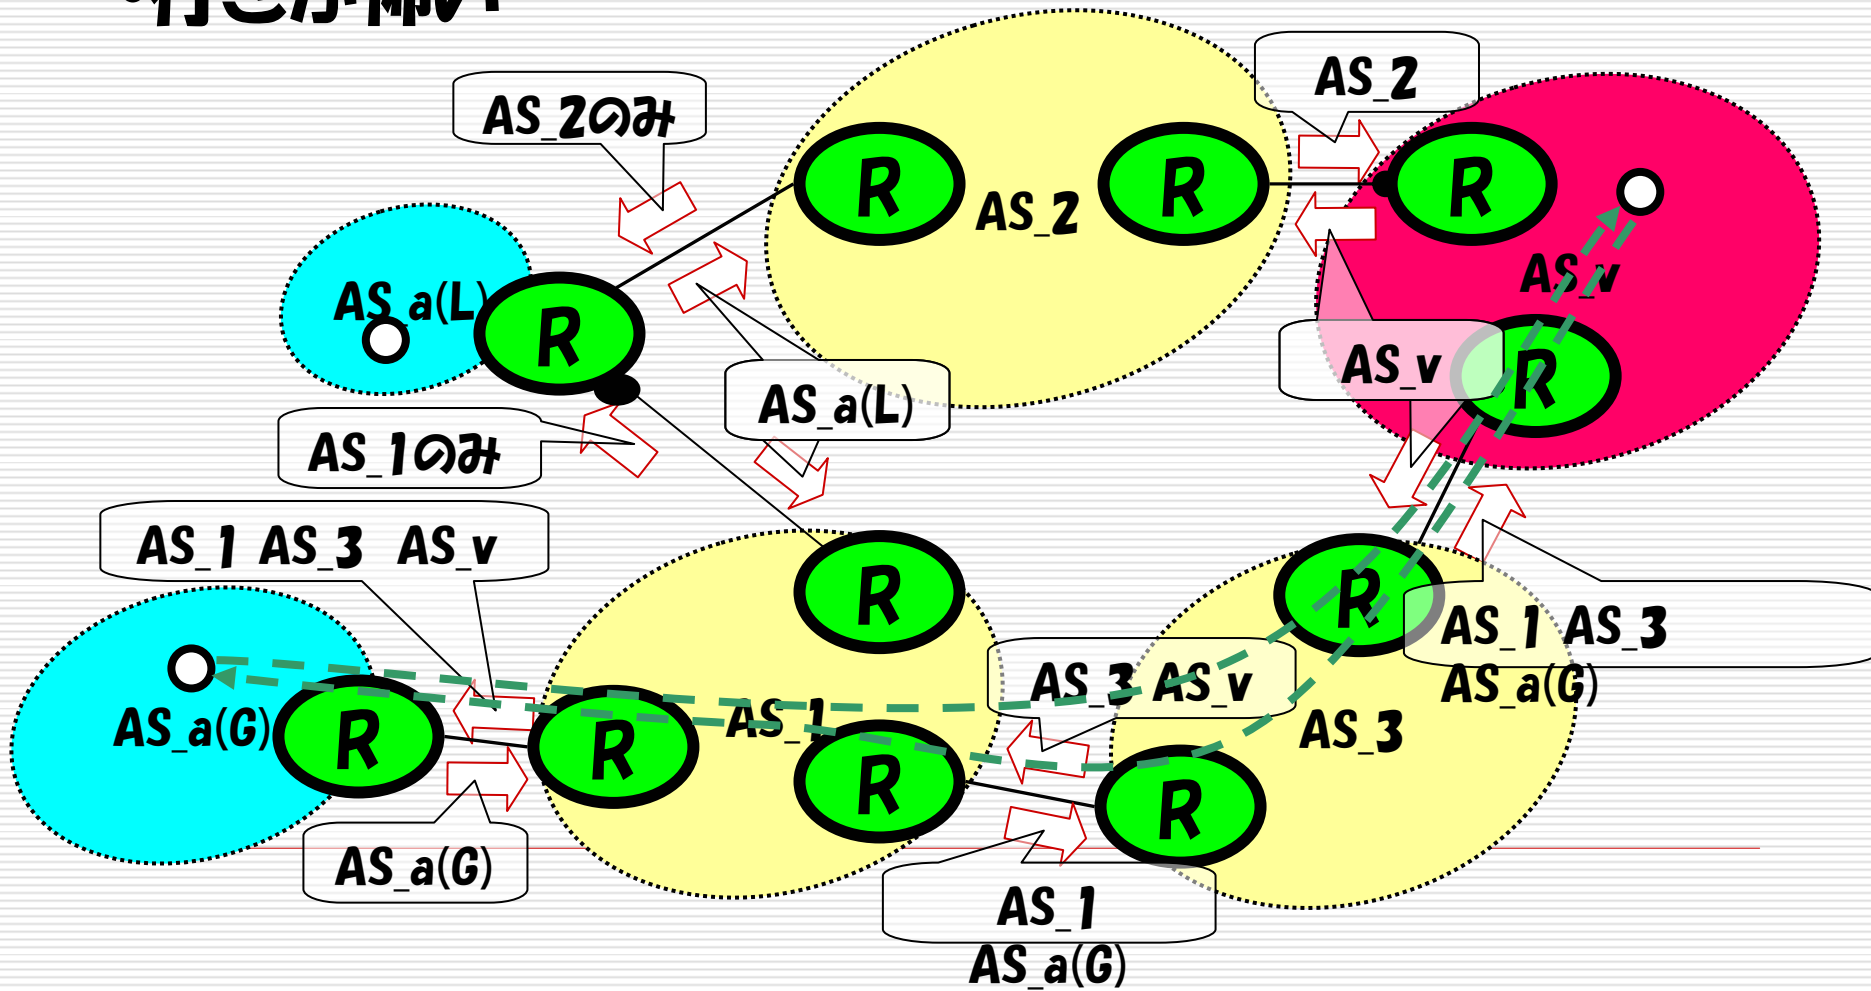 AS_2
AS_2のみ
R
R
R
AS_2
AS_v
AS_a(L)
R
AS_v
R
AS_a(L)
AS_1のみ
AS_1 AS_3 AS_v
R
R
AS_1 AS_3
AS_a(G)
AS_3 AS_v
AS_a(G)
R
R
AS_1
R
R
AS_3
AS_a(G)
AS_1
AS_a(G)